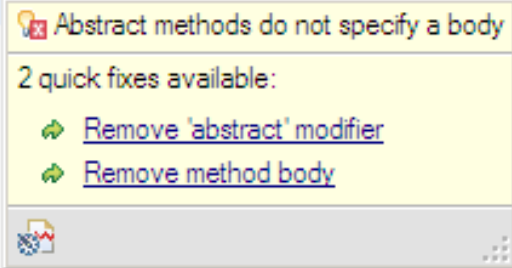 Abstract methods do not specify a body
2 quick fixes available:
Remove 'abstract' modifier
Remove method body